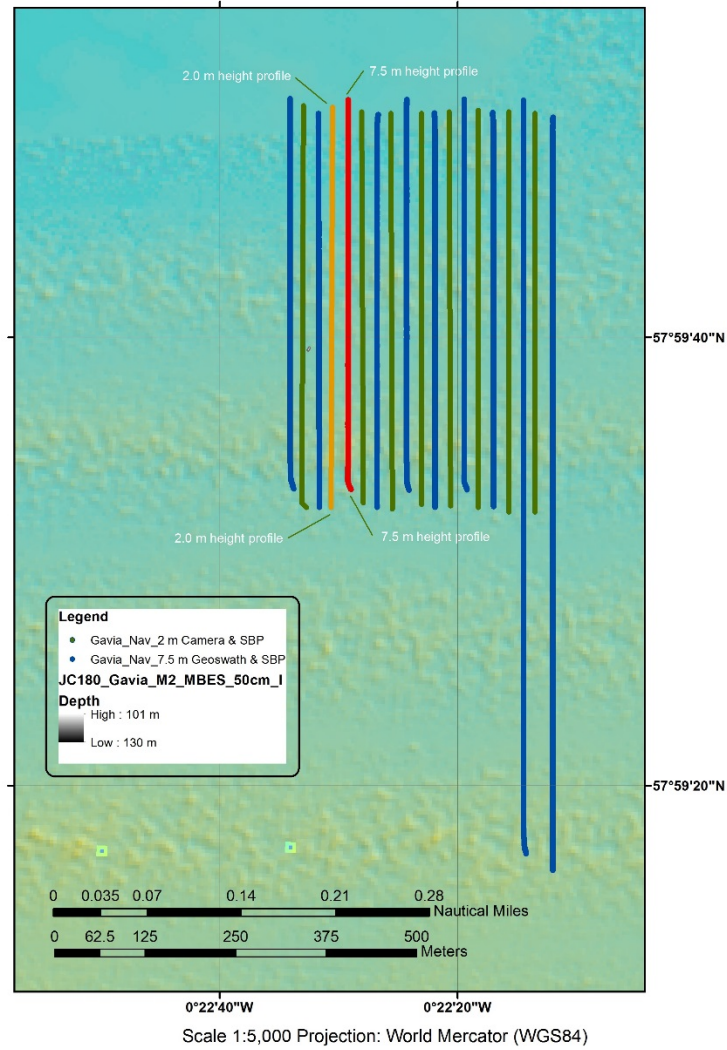 2.0 m height profile
7.5 m height profile
57°59'40"N
2.0 m height profile
7.5 m height profile
Legend
Gavia_Nav_2 m Camera & SBP
Gavia_Nav_7.5 m Geoswath & SBP
JC180_Gavia_M2_MBES_50cm_I
Depth
High : 101 m
Low : 130 m
57°59'20"N
0 0.035 0.07 0.14 0.21 0.28
Nautical Miles
0 62.5 125 250 375 500
Meters
0°22'40"W 0°22'20"W
Scale 1:5,000 Projection: World Mercator (WGS84)